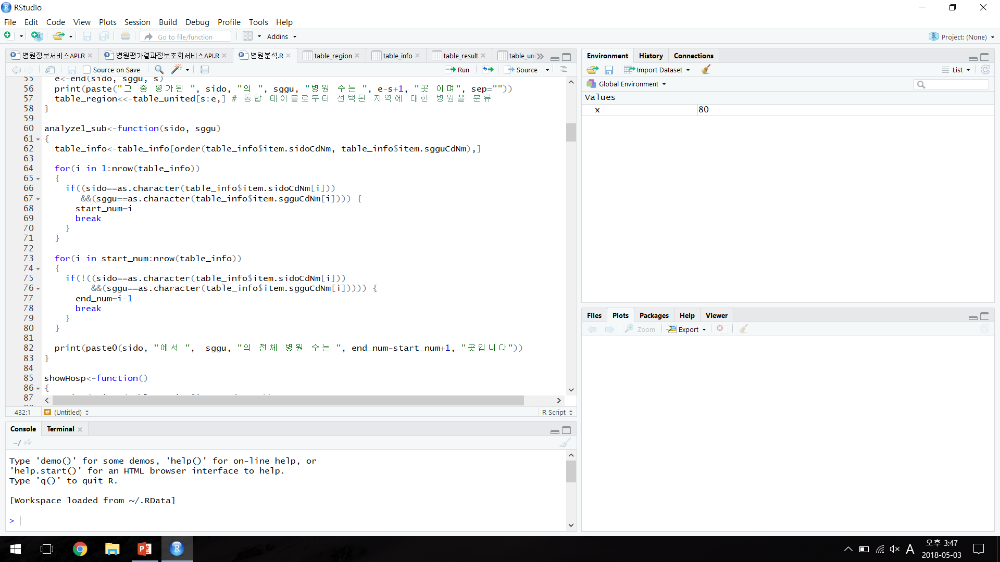 RStudio
File Edit Code View Plots Session Build Debug Profile Tools Help
Go to file/function Addins Project: (None)
병원정보서비스API.R 병원평가결과정보조회서비스API.R 병원분석.R table_region table_info table_result table_un
Source on Save Run Source
55 e<-end(sido, sggu, s)
56 print(paste("그 중 평가된 ", sido, "의 ", sggu, "병원 수는 ", e-s+1, "곳 이며", sep=""))
57 table_region<<-table_united[s:e,] # 통합 테이블로부터 선택된 지역에 대한 병원을 분류
58 }
59
60 analyze1_sub<-function(sido, sggu)
61 {
62 table_info<-table_info[order(table_info$item.sidoCdNm, table_info$item.sgguCdNm),]
63
64 for(i in 1:nrow(table_info))
65 {
66 if((sido==as.character(table_info$item.sidoCdNm[i]))
67 &&(sggu==as.character(table_info$item.sgguCdNm[i]))) {
68 start_num=i
69 break
70 }
71 }
72
73 for(i in start_num:nrow(table_info))
74 {
75 if(!((sido==as.character(table_info$item.sidoCdNm[i]))
76 &&(sggu==as.character(table_info$item.sgguCdNm[i])))) {
77 end_num=i-1
78 break
79 }
80 }
81
82 print(paste0(sido, "에서 ", sggu, "의 전체 병원 수는 ", end_num-start_num+1, "곳입니다"))
83 }
84
85 showHosp<-function()
86 {
87
432:1 # (Untitled) R Script
Console Terminal
~/
Type 'demo()' for some demos, 'help()' for on-line help, or
'help.start()' for an HTML browser interface to help.
Type 'q()' to quit R.
[Workspace loaded from ~/.RData]
>
Environment History Connections
Import Dataset List
Global Environment
Values
x 80
Files Plots Packages Help Viewer
Zoom Export
A 오후 3:47
2018-05-03